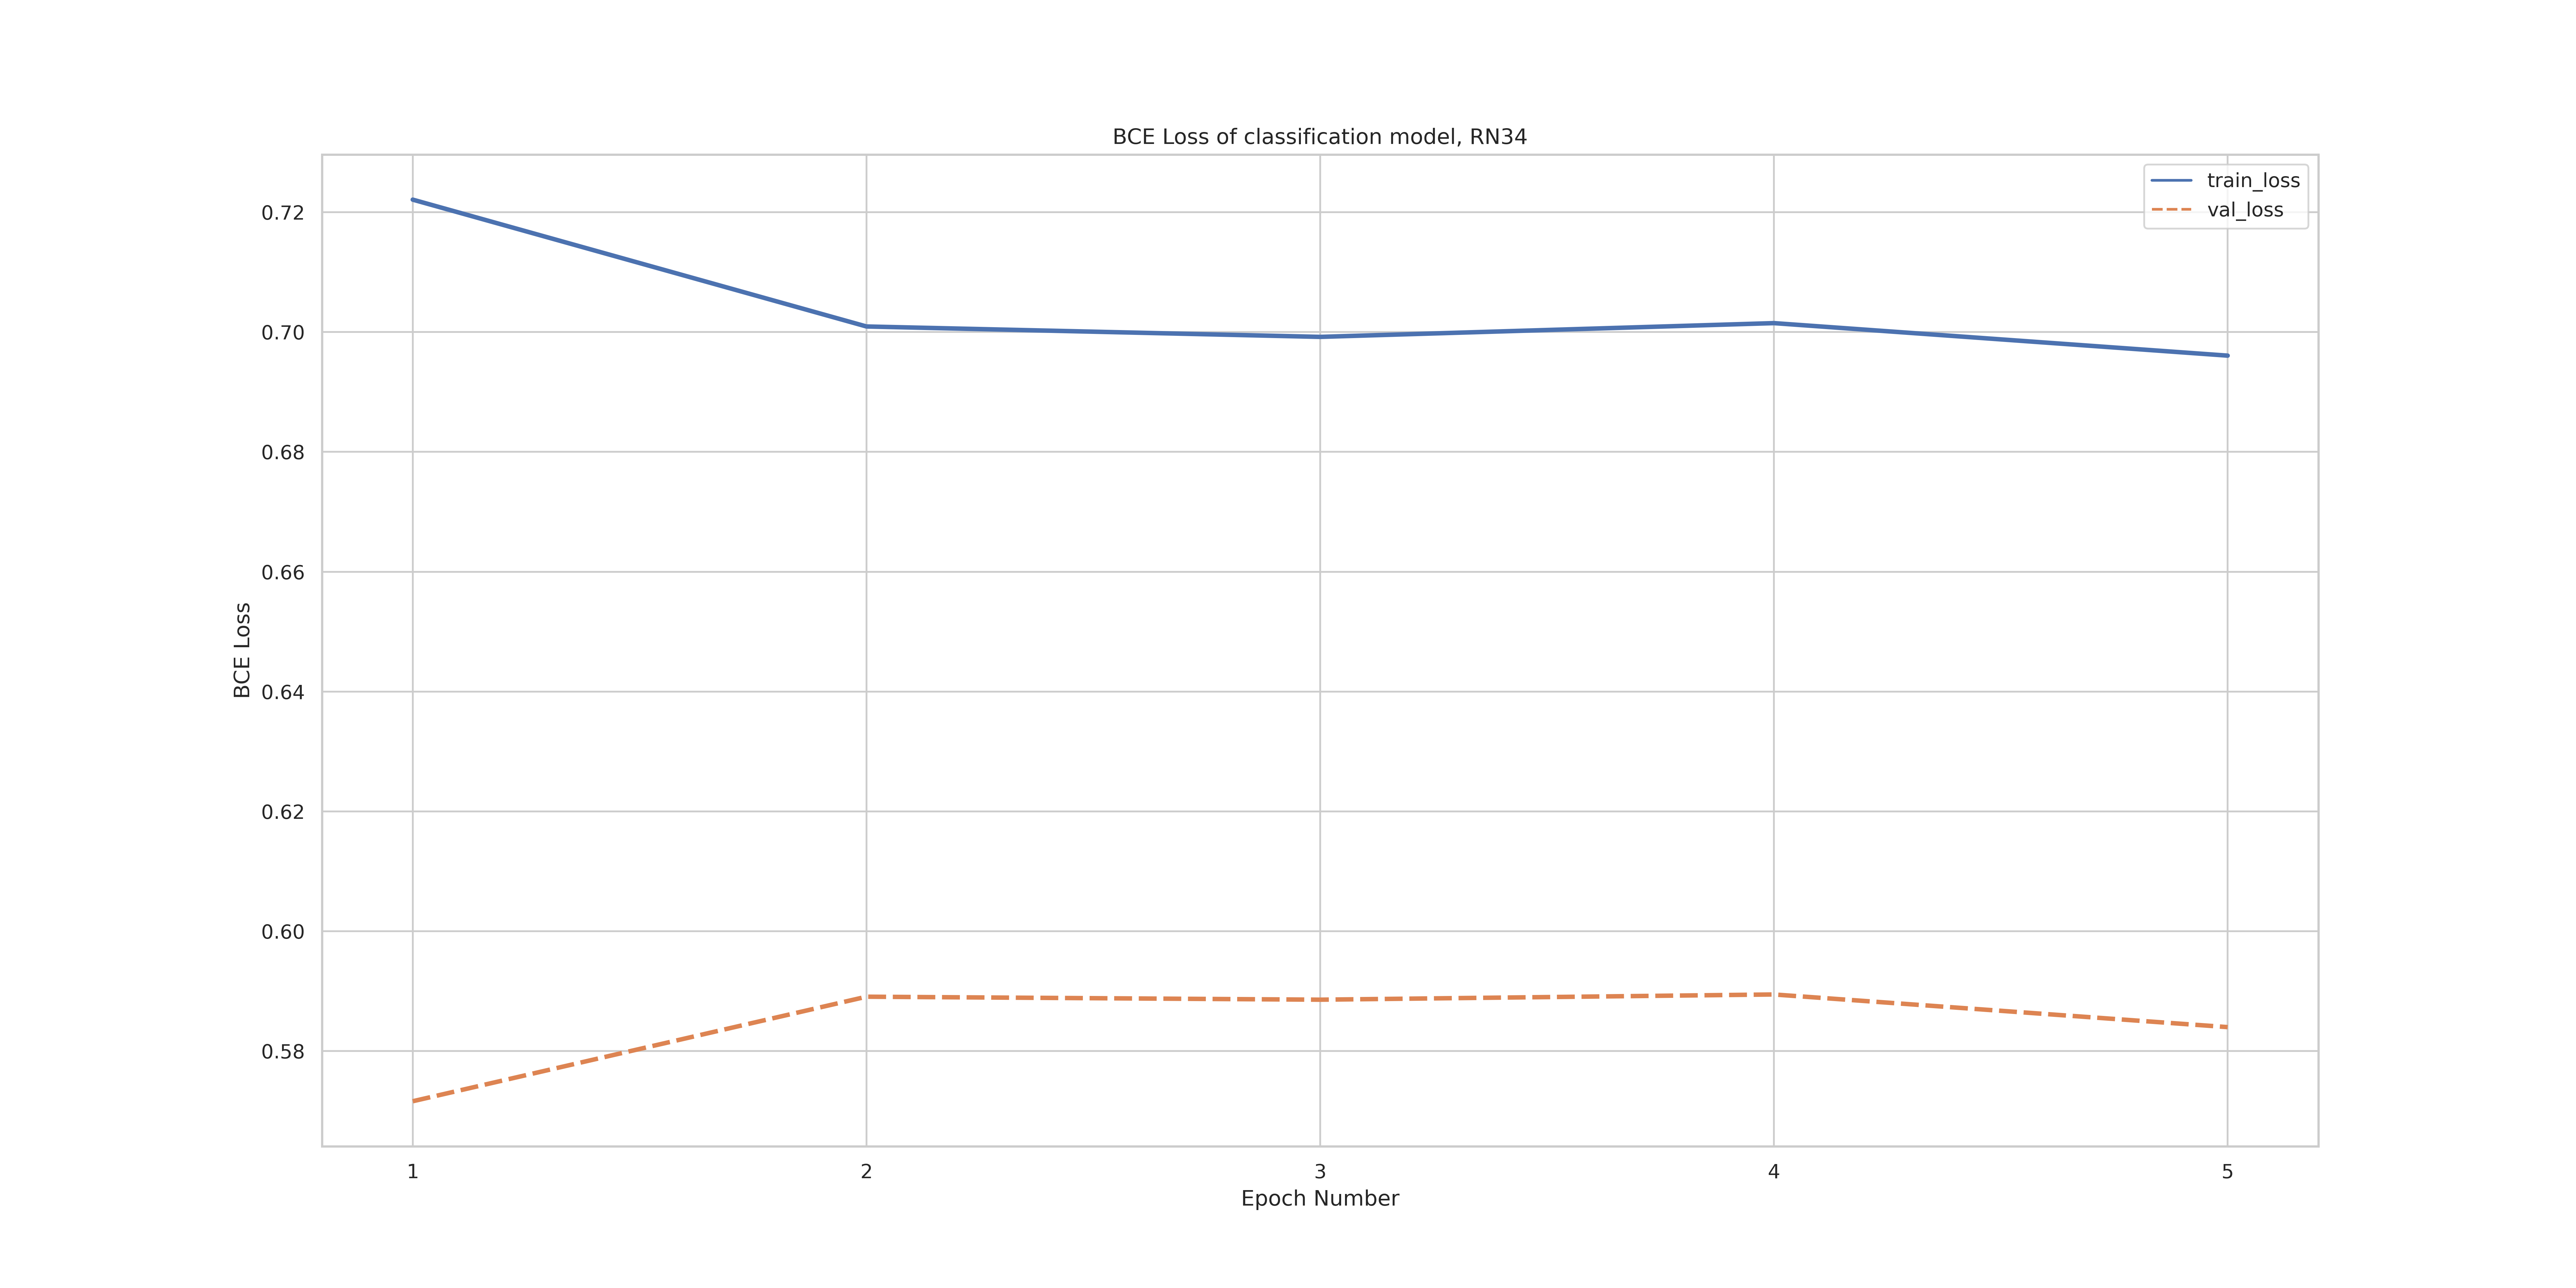 BCE Loss of classification model, RN34
train_loss
val_loss
0.72
0.70
0.68
0.66
0.64
0.62
0.60
0.58
BCE Loss
1 2 3 4 5
Epoch Number